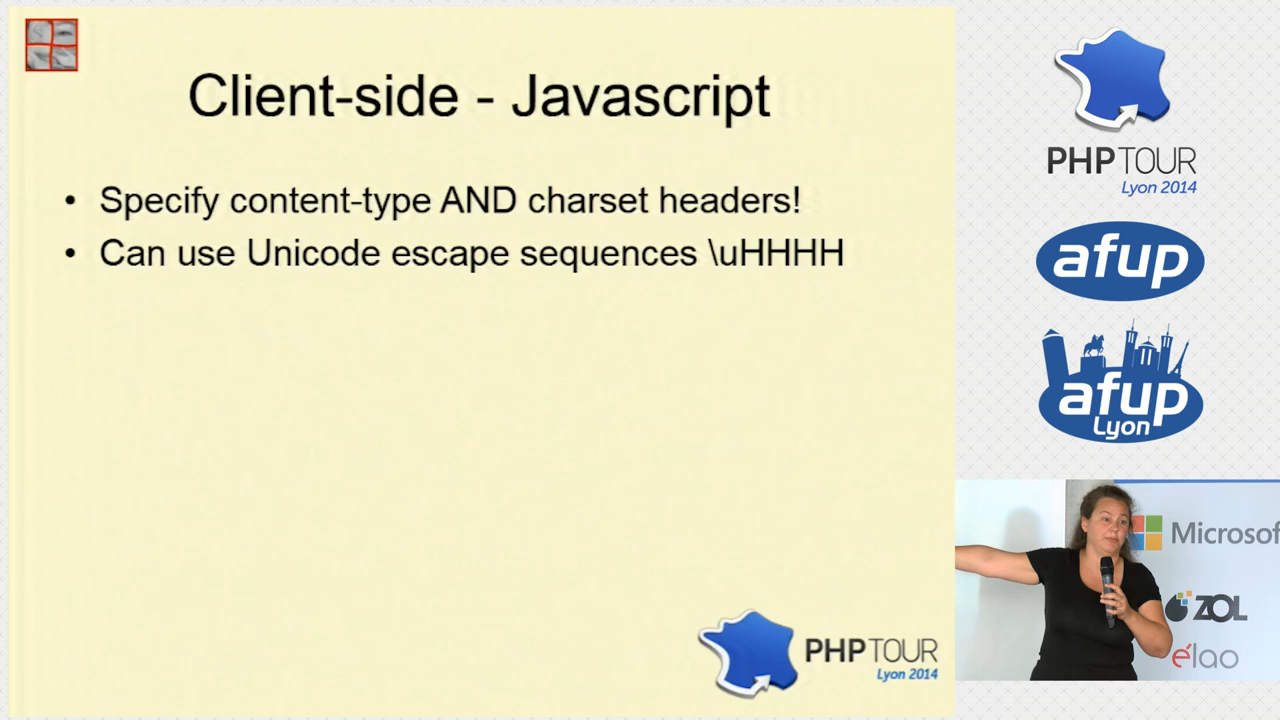 Client-side - Javascript
• Specify content-type AND charset headers!
• Can use Unicode escape sequences \uHHHH
PHPTOUR
Lyon 2014
PHPTOUR
Lyon 2014
afup
afup
Lyon
Microsof
ZOL
élao